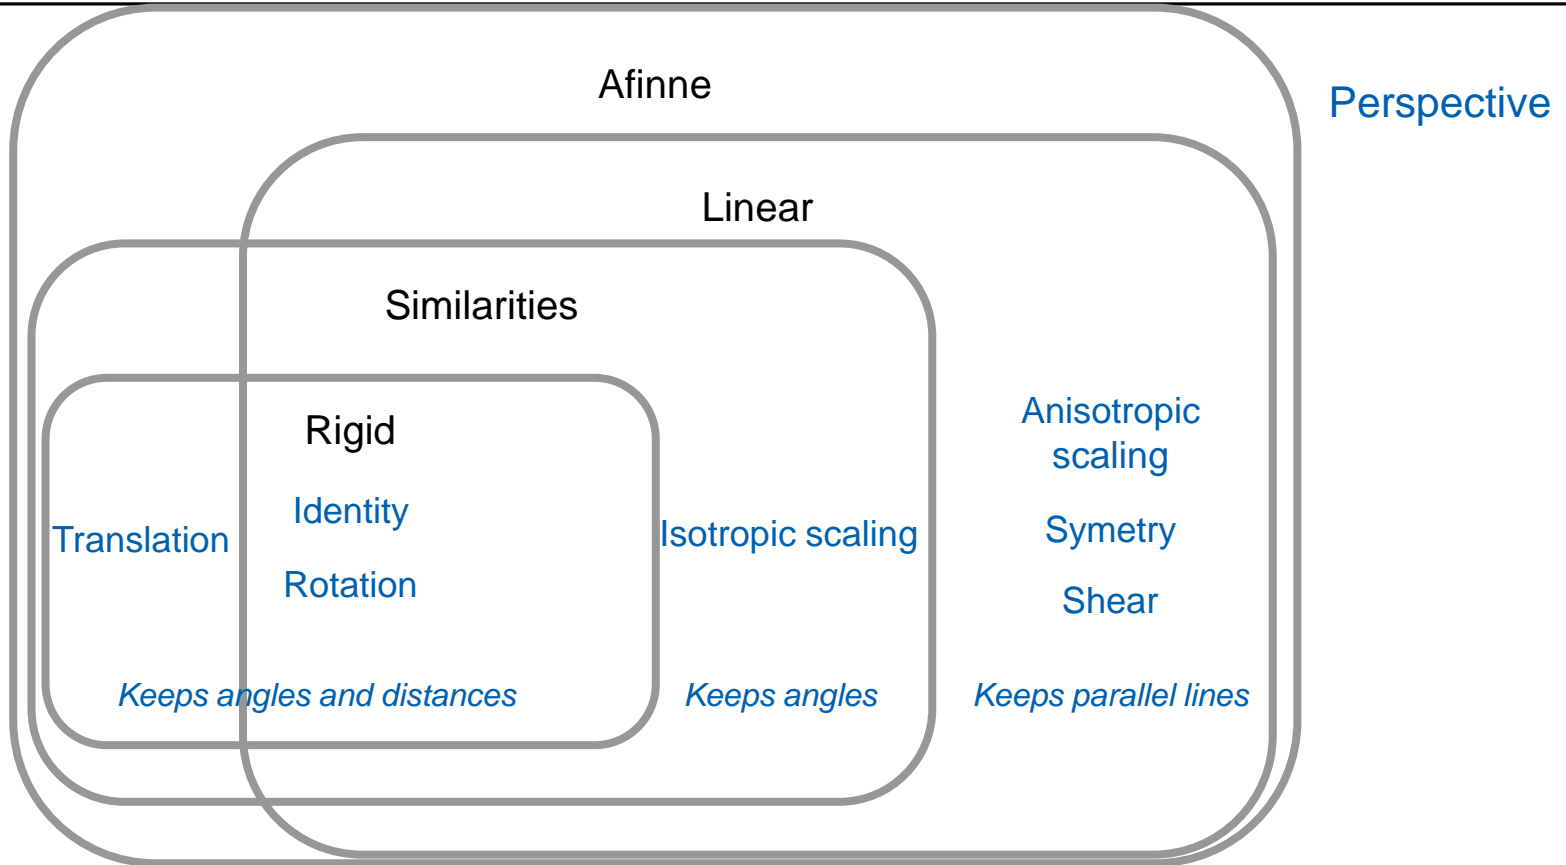 Afinne
Perspective
Linear
Similarities
Rigid
Identity
Translation
Rotation
Isotropic scaling
Anisotropic
scaling
Symetry
Shear
Keeps angles and distances
Keeps angles
Keeps parallel lines